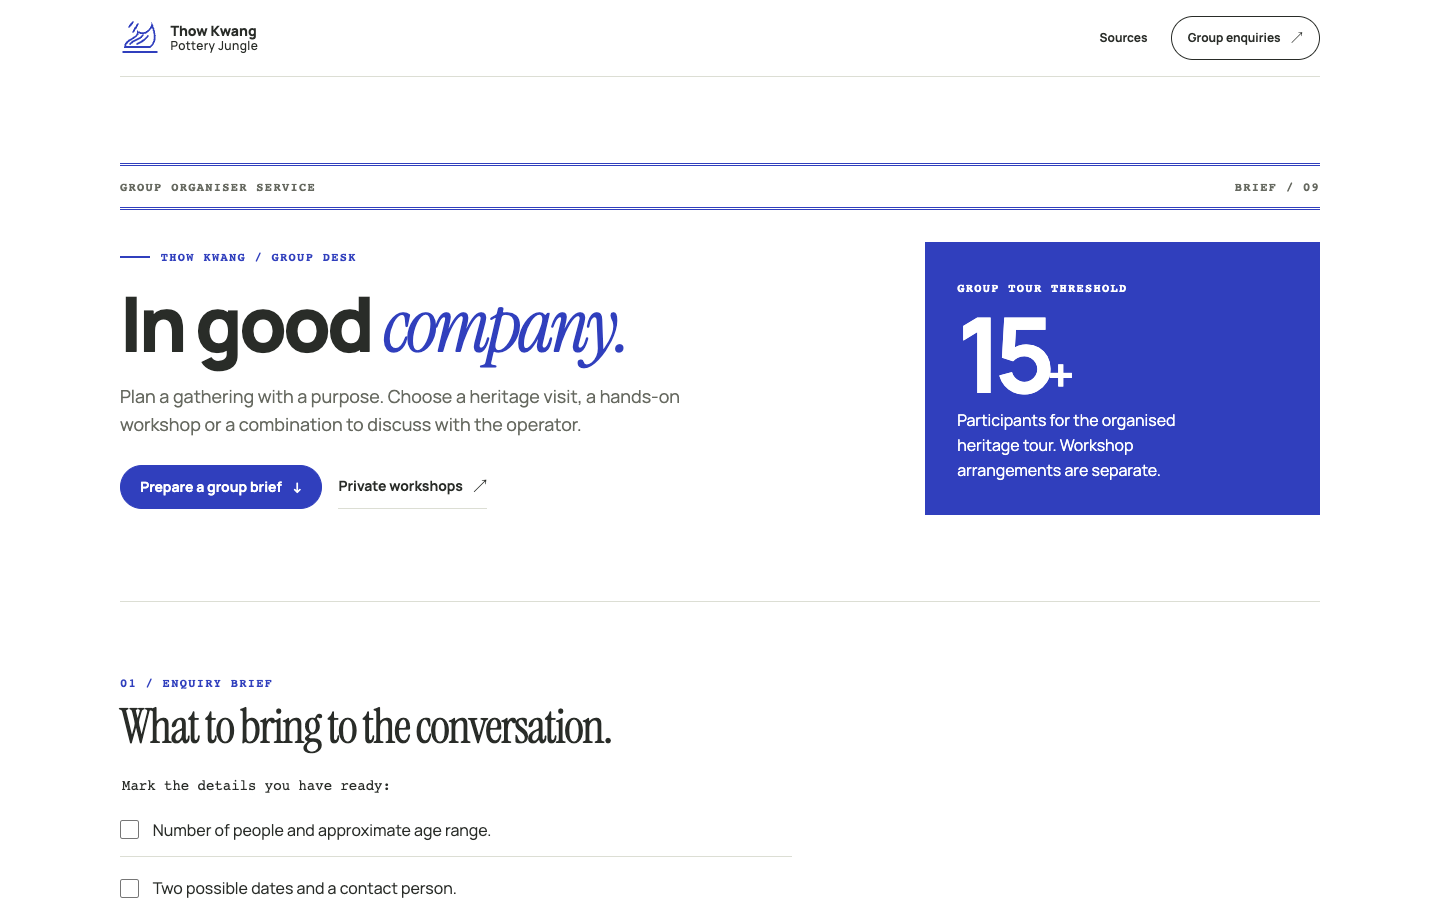 Thow Kwang
Pottery Jungle
Sources
Group enquiries ↗
GROUP ORGANISER SERVICE
BRIEF / 09
THOW KWANG / GROUP DESK
In good company.
Plan a gathering with a purpose. Choose a heritage visit, a hands-on
workshop or a combination to discuss with the operator.
Prepare a group brief ↓
Private workshops ↗
GROUP TOUR THRESHOLD
15+
Participants for the organised
heritage tour. Workshop
arrangements are separate.
01 / ENQUIRY BRIEF
What to bring to the conversation.
Mark the details you have ready:
Number of people and approximate age range.
Two possible dates and a contact person.